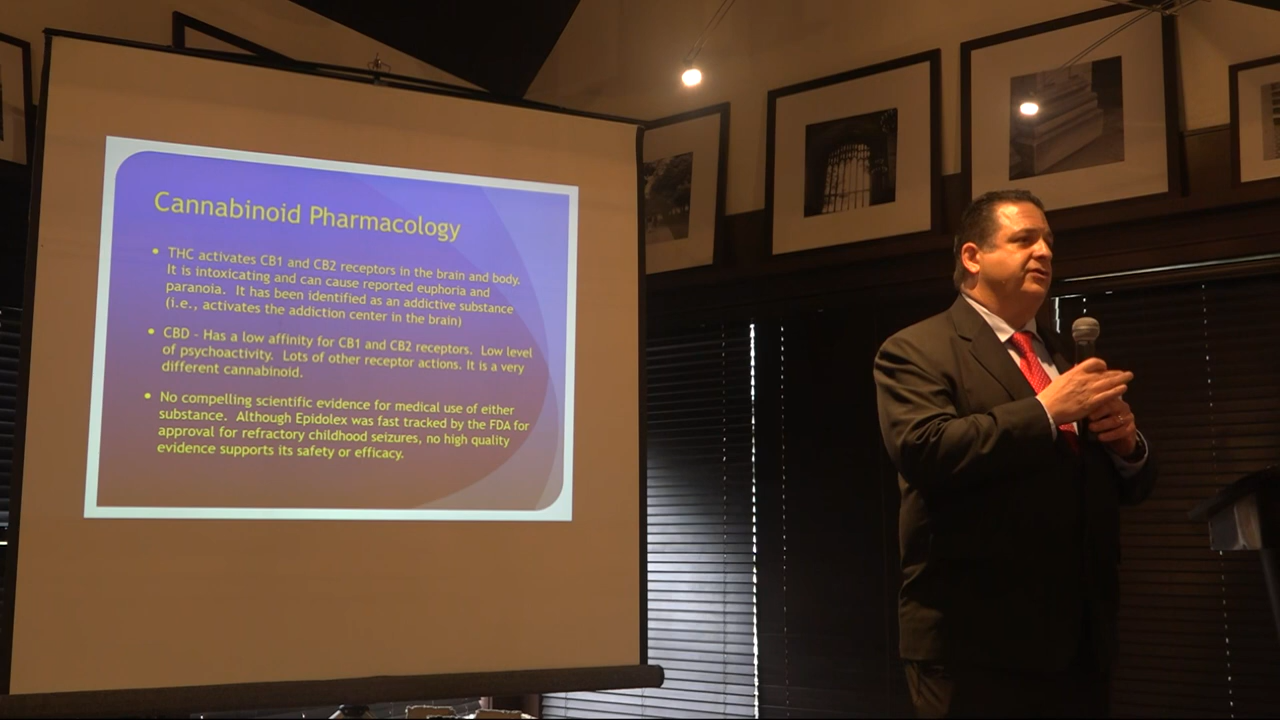 Cannabinoid Pharmacology
• THC activates CB1 and CB2 receptors in the brain and body.
It is intoxicating and can cause reported euphoria and
paranoia. It has been identified as an addictive substance
(i.e., activates the addiction center in the brain)
• CBD – Has a low affinity for CB1 and CB2 receptors. Low level
of psychoactivity. Lots of other receptor actions. It is a very
different cannabinoid.
• No compelling scientific evidence for medical use of either
substance. Although Epidolex was fast tracked by the FDA for
approval for refractory childhood seizures, no high quality
evidence supports its safety or efficacy.